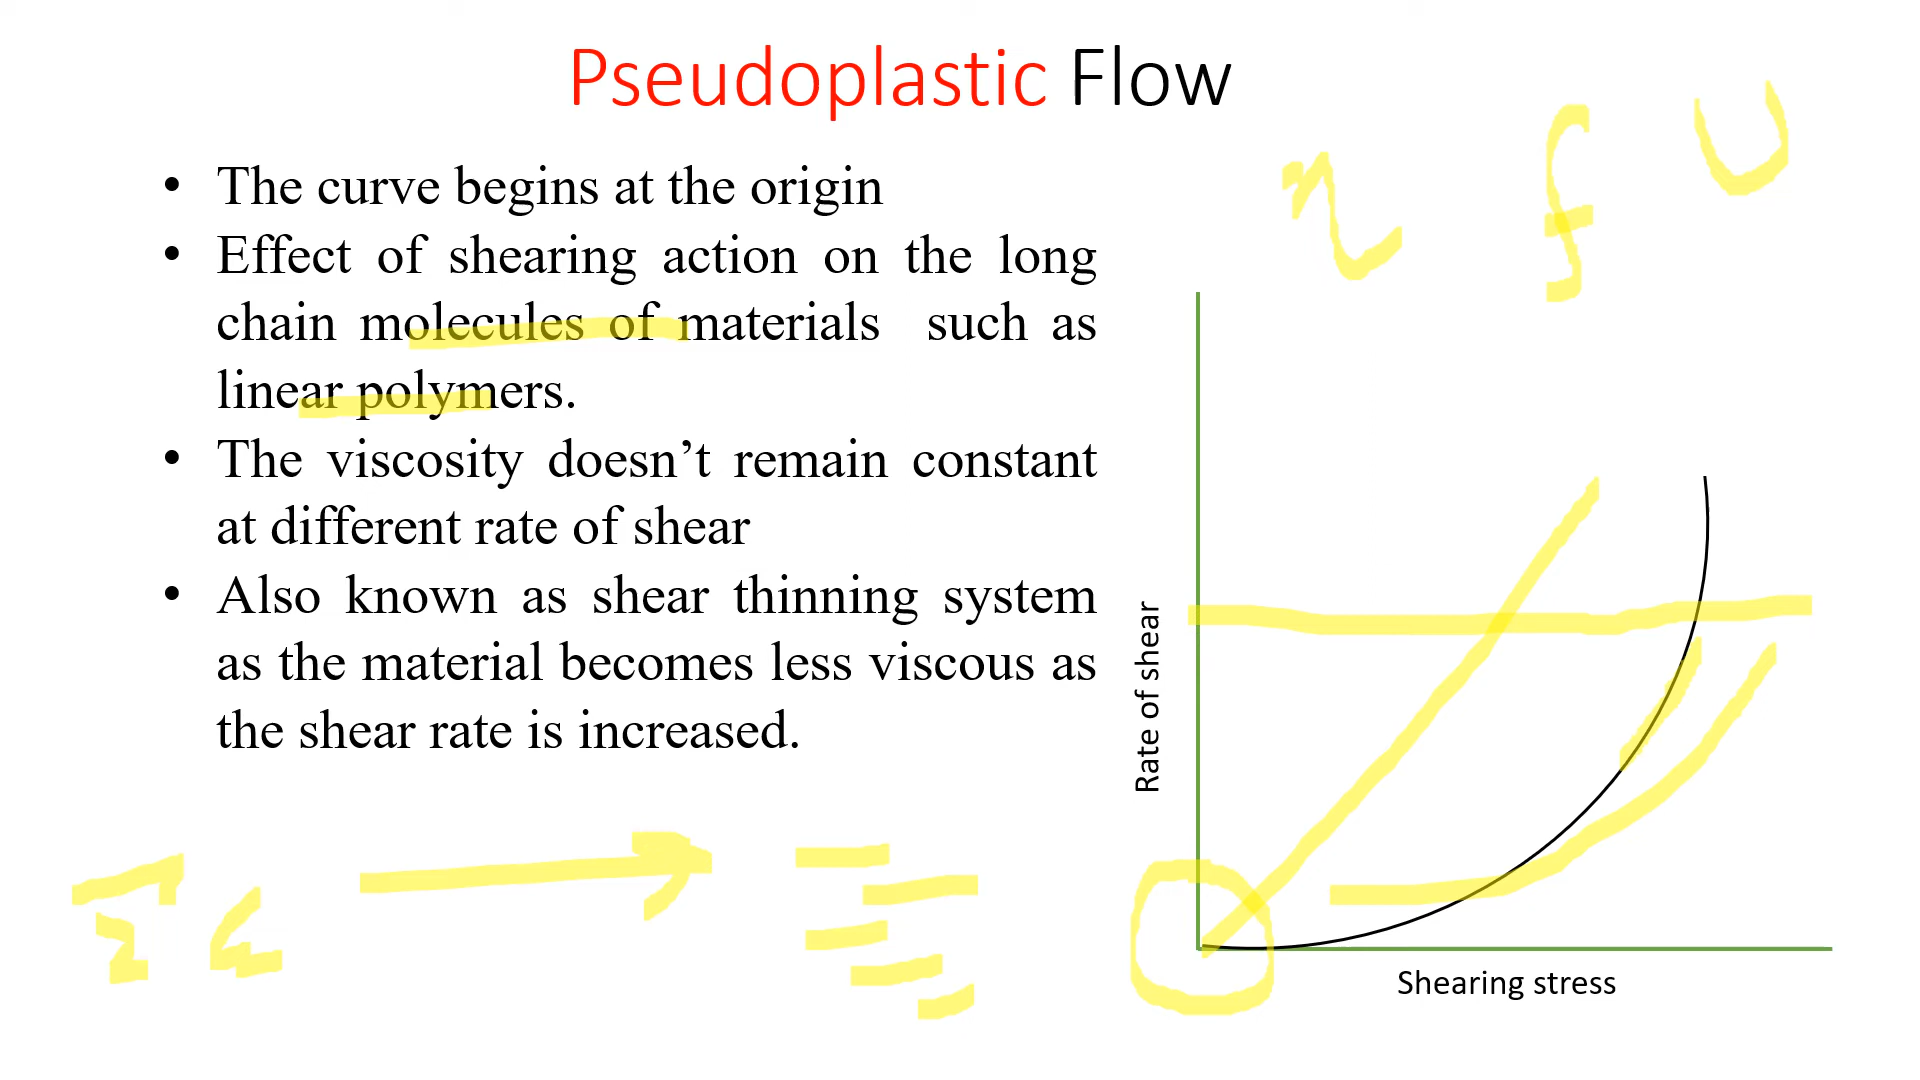 Pseudoplastic Flow
• The curve begins at the origin
• Effect of shearing action on the long
chain molecules of materials such as
linear polymers.
• The viscosity doesn’t remain constant
at different rate of shear
• Also known as shear thinning system
as the material becomes less viscous as
the shear rate is increased.
Rate of shear
Shearing stress